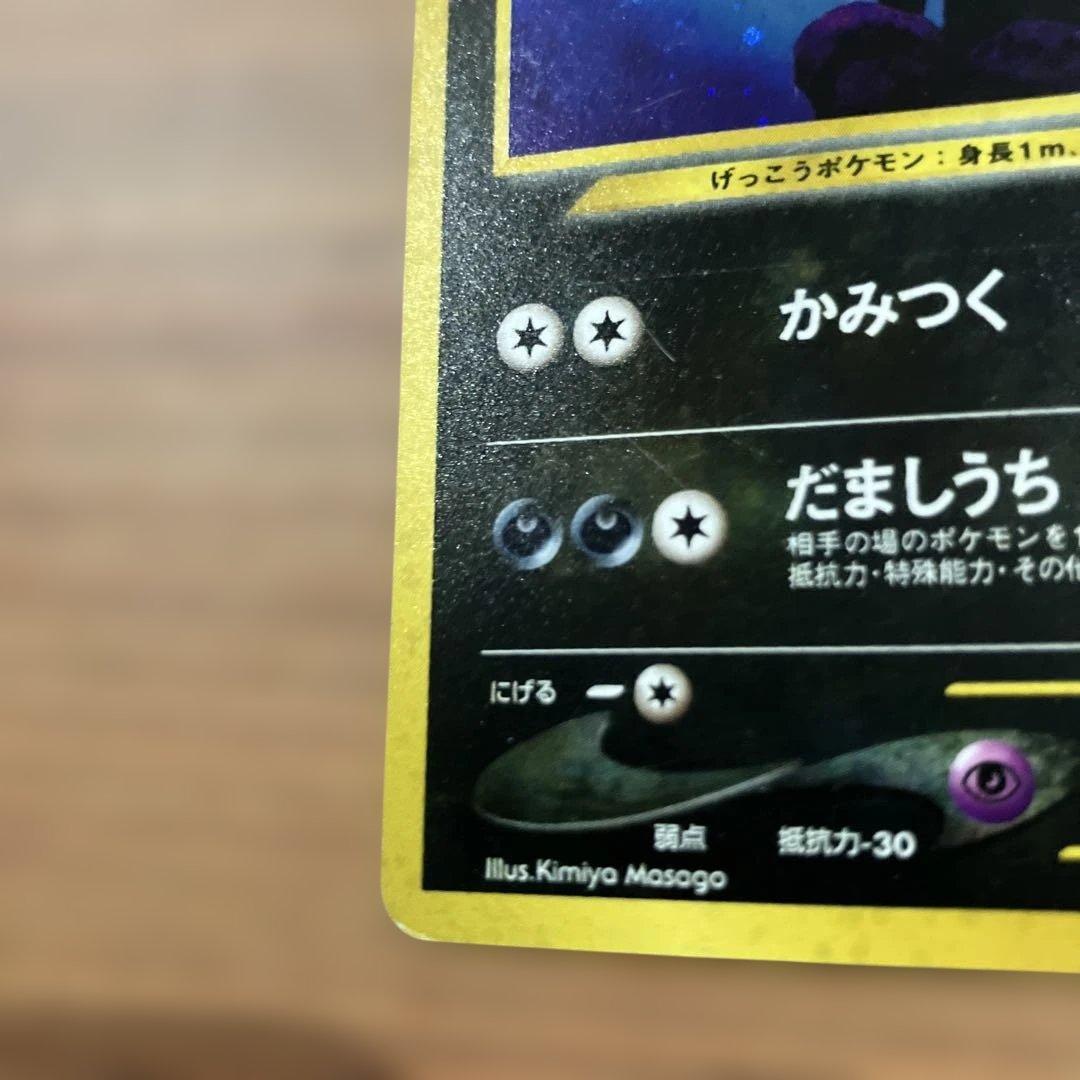 げっこうポケモン：身長1m、
かみつく
だましうち
相手の場のポケモンを1
抵抗力・特殊能力・その他
にげる
弱点 抵抗力-30
Illus.Kimiya Masago